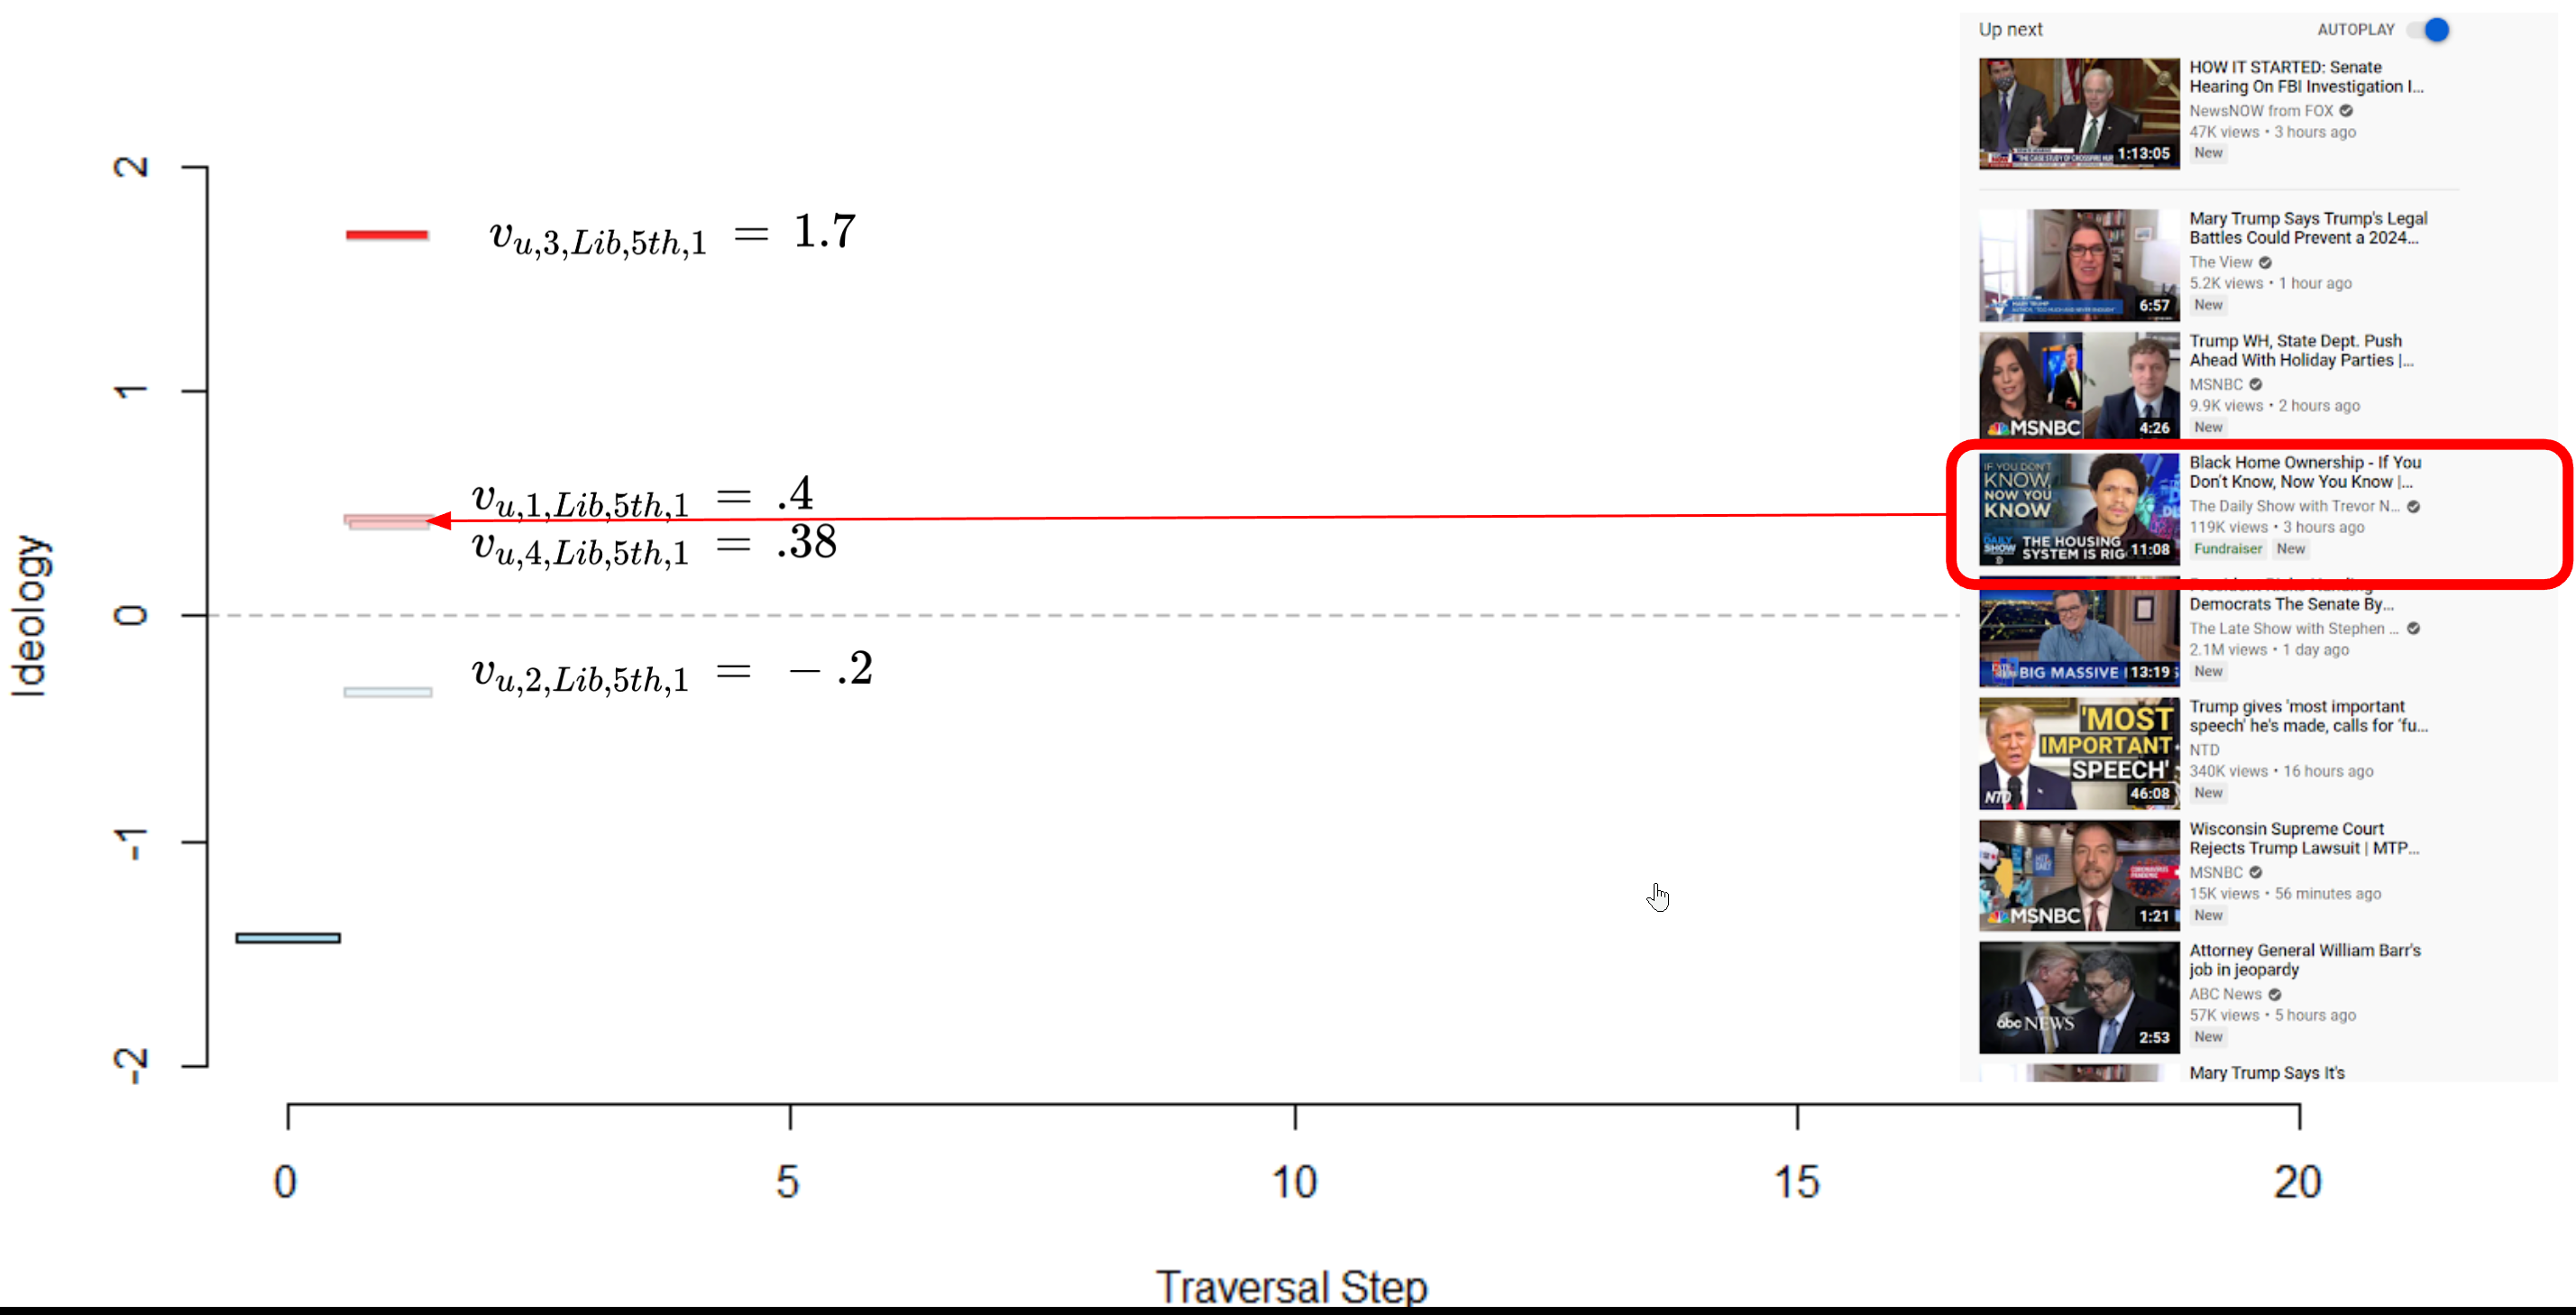 2
1
0
-1
-2
Ideology
v_{u,3,Lib,5th,1} = 1.7
v_{u,1,Lib,5th,1} = .4
v_{u,4,Lib,5th,1} = .38
v_{u,2,Lib,5th,1} = − .2
0 5 10 15 20
Traversal Step
Up next
AUTOPLAY
1:13:05
HOW IT STARTED: Senate
Hearing On FBI Investigation I...
NewsNOW from FOX
47K views • 3 hours ago
New
6:57
Mary Trump Says Trump's Legal
Battles Could Prevent a 2024...
The View
5.2K views • 1 hour ago
New
MSNBC
4:26
Trump WH, State Dept. Push
Ahead With Holiday Parties |...
MSNBC
9.9K views • 2 hours ago
New
IF YOU DON'T
KNOW,
NOW YOU
KNOW
DAILY
SHOW
THE HOUSING
SYSTEM IS RIG
11:08
Black Home Ownership - If You
Don't Know, Now You Know |...
The Daily Show with Trevor N...
119K views • 3 hours ago
Fundraiser New
BIG MASSIVE
13:19
Democrats The Senate By...
The Late Show with Stephen ...
2.1M views • 1 day ago
New
'MOST
IMPORTANT
SPEECH'
NTD
46:08
Trump gives 'most important
speech' he's made, calls for 'fu...
NTD
340K views • 16 hours ago
New
MSNBC
1:21
Wisconsin Supreme Court
Rejects Trump Lawsuit | MTP...
MSNBC
15K views • 56 minutes ago
New
abc NEWS
2:53
Attorney General William Barr's
job in jeopardy
ABC News
57K views • 5 hours ago
New
Mary Trump Says It's